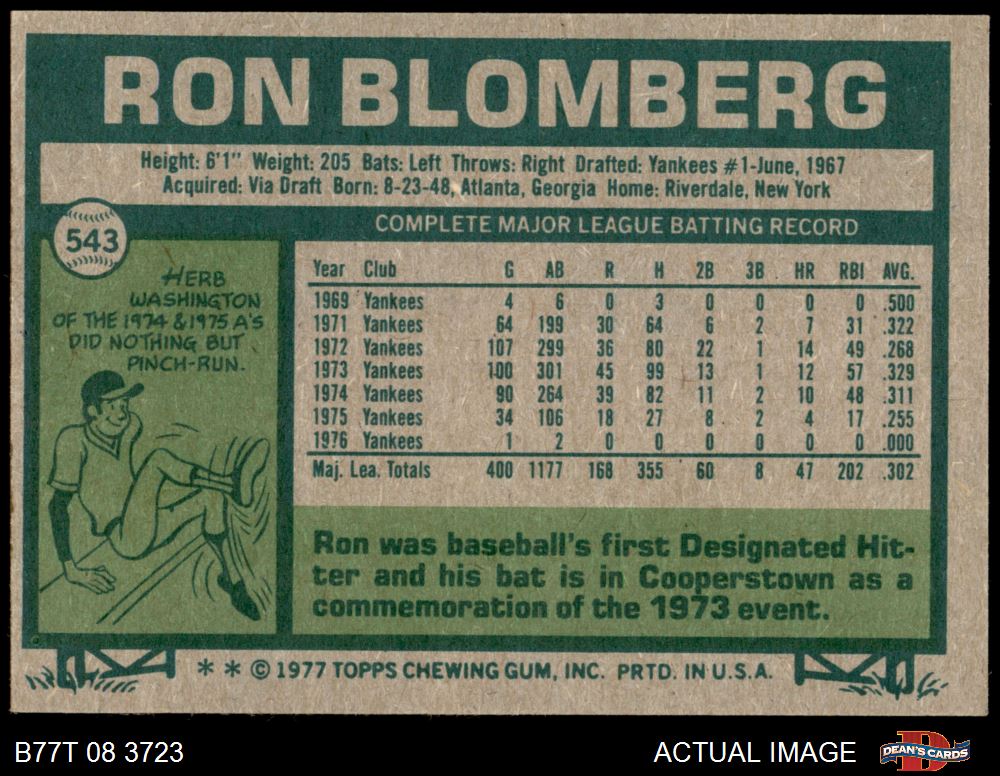 RON BLOMBERG
Height: 6'1" Weight: 205 Bats: Left Throws: Right Drafted: Yankees #1-June, 1967
Acquired: Via Draft Born: 8-23-48, Atlanta, Georgia Home: Riverdale, New York
543
HERB
WASHINGTON
OF THE 1974 & 1975 A'S
DID NOTHING BUT
PINCH-RUN.
COMPLETE MAJOR LEAGUE BATTING RECORD
Year Club G AB R H 2B 3B HR RBI AVG.
1969 Yankees 4 6 0 3 0 0 0 0 .500
1971 Yankees 64 199 30 64 6 2 7 31 .322
1972 Yankees 107 299 36 80 22 1 14 49 .268
1973 Yankees 100 301 45 99 13 1 12 57 .329
1974 Yankees 90 264 39 82 11 2 10 48 .311
1975 Yankees 34 106 18 27 8 2 4 17 .255
1976 Yankees 1 2 0 0 0 0 0 0 .000
Maj. Lea. Totals 400 1177 168 355 60 8 47 202 .302
Ron was baseball's first Designated Hit-
ter and his bat is in Cooperstown as a
commemoration of the 1973 event.
* * © 1977 TOPPS CHEWING GUM, INC. PRTD. IN U.S.A.
B77T 08 3723
ACTUAL IMAGE
D
DEAN'S CARDS